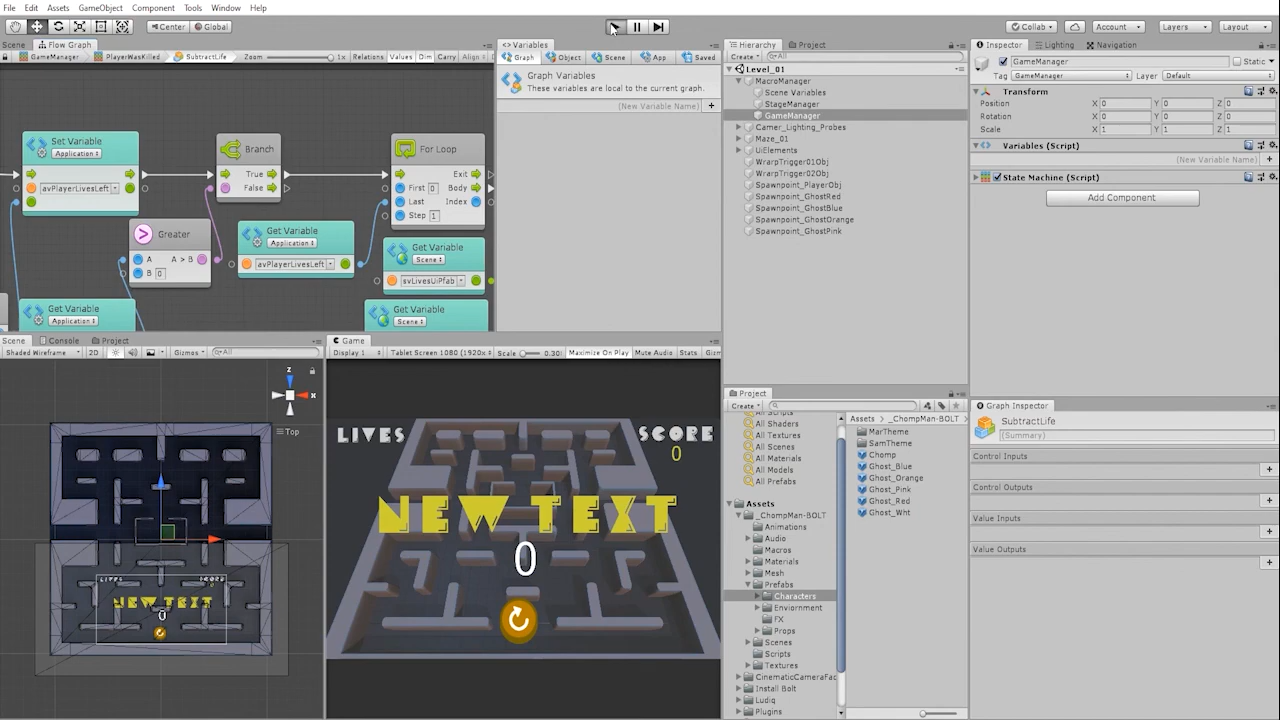 File Edit Assets GameObject Component Tools Window Help
Center Global Collab Account Layers Layout
Scene Flow Graph
GameManager PlayerWasKilled SubtractLife Zoom 1x Relations Values Dim Carry Align
Set Variable
Application
avPlayerLivesLeft
Branch
True
False
For Loop
Exit
First 0 Body
Last Index
Step 1
Greater
A A > B
B 0
Get Variable
Application
avPlayerLivesLeft
Get Variable
Scene
svLivesUiPfab
Get Variable
Application
Get Variable
Scene
Variables
Graph Object Scene App Saved
Graph Variables
These variables are local to the current graph.
(New Variable Name)
Hierarchy Project
Create All
Level_01
MacroManager
Scene Variables
StageManager
GameManager
Camer_Lighting_Probes
Maze_01
UiElements
WrarpTrigger01Obj
WrarpTrigger02Obj
Spawnpoint_PlayerObj
Spawnpoint_GhostRed
Spawnpoint_GhostBlue
Spawnpoint_GhostOrange
Spawnpoint_GhostPink
Inspector Lighting Navigation
GameManager Static
Tag GameManager Layer Default
Transform
Position X 0 Y 0 Z 0
Rotation X 0 Y 0 Z 0
Scale X 1 Y 1 Z 1
Variables (Script)
(New Variable Name)
State Machine (Script)
Add Component
Scene Console Project
Shaded Wireframe 2D Gizmos All
z
x
Top
LIVES SCORE
0
NEW TEXT
0
Game
Display 1 Tablet Screen 1080 (1920x Scale 0.30 Maximize On Play Mute Audio Stats Gizm
LIVES SCORE
0
NEW TEXT
0
Project
Create
All Scripts
All Shaders
All Textures
All Scenes
All Materials
All Models
All Prefabs
Assets
_ChompMan-BOLT
Animations
Audio
Macros
Materials
Mesh
Prefabs
Characters
Enviornment
FX
Props
Scenes
Scripts
Textures
CinematicCameraFac
Install Bolt
Ludiq
Plugins
Assets _ChompMan-BOLT
MarTheme
SamTheme
Chomp
Ghost_Blue
Ghost_Orange
Ghost_Pink
Ghost_Red
Ghost_Wht
Graph Inspector
SubtractLife
(Summary)
Control Inputs
Control Outputs
Value Inputs
Value Outputs